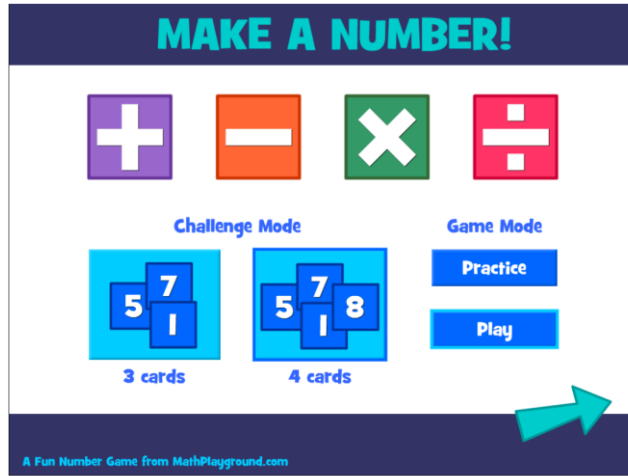 MAKE A NUMBER!
Challenge Mode
Game Mode
5 7 1
5 7 1 8
Practice
Play
3 cards
4 cards
A Fun Number Game from MathPlayground.com